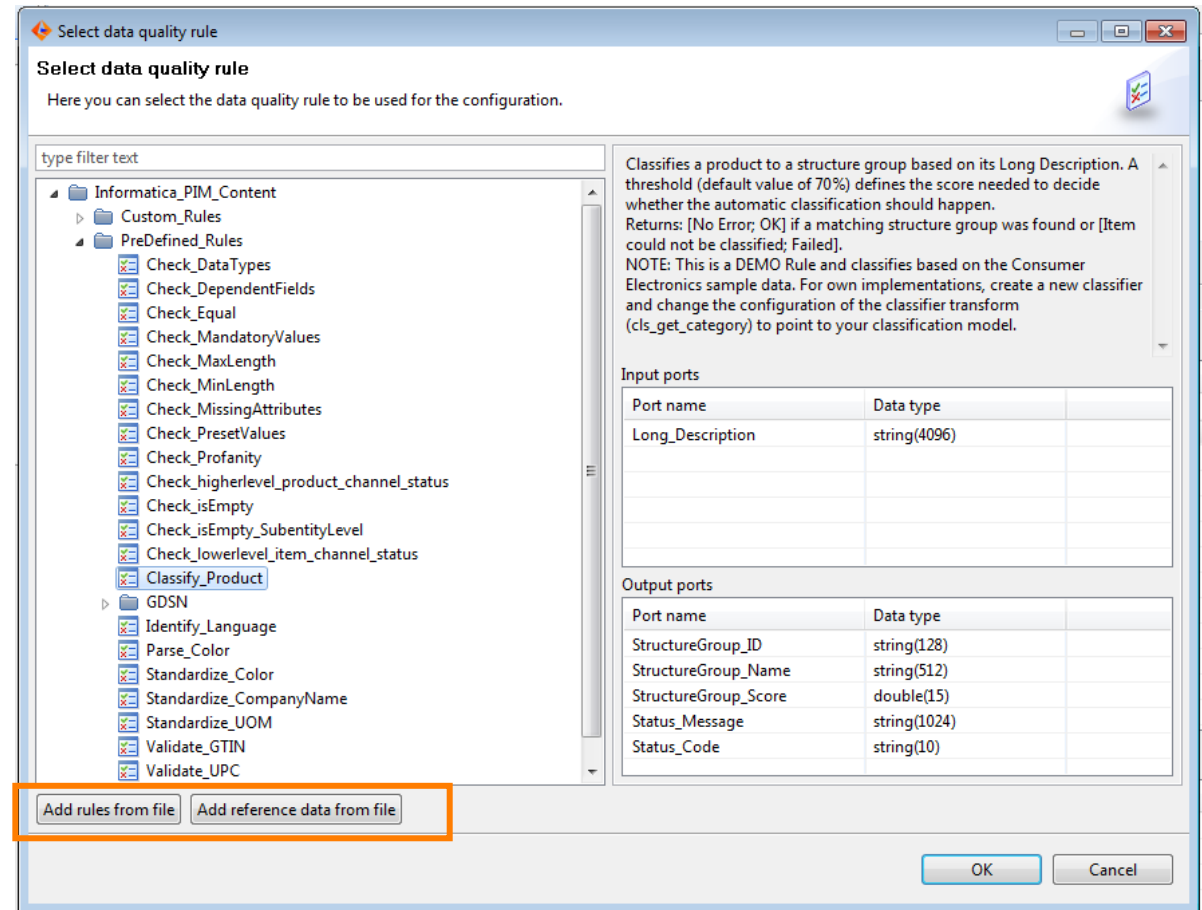 Select data quality rule
Select data quality rule
Here you can select the data quality rule to be used for the configuration.
type filter text
Informatica_PIM_Content
Custom_Rules
PreDefined_Rules
Check_DataTypes
Check_DependentFields
Check_Equal
Check_MandatoryValues
Check_MaxLength
Check_MinLength
Check_MissingAttributes
Check_PresetValues
Check_Profanity
Check_higherlevel_product_channel_status
Check_isEmpty
Check_isEmpty_SubentityLevel
Check_lowerlevel_item_channel_status
Classify_Product
GDSN
Identify_Language
Parse_Color
Standardize_Color
Standardize_CompanyName
Standardize_UOM
Validate_GTIN
Validate_UPC
Add rules from file Add reference data from file
Classifies a product to a structure group based on its Long Description. A
threshold (default value of 70%) defines the score needed to decide
whether the automatic classification should happen.
Returns: [No Error; OK] if a matching structure group was found or [Item
could not be classified; Failed].
NOTE: This is a DEMO Rule and classifies based on the Consumer
Electronics sample data. For own implementations, create a new classifier
and change the configuration of the classifier transform
(cls_get_category) to point to your classification model.
Input ports
Port name Data type
Long_Description string(4096)
Output ports
Port name Data type
StructureGroup_ID string(128)
StructureGroup_Name string(512)
StructureGroup_Score double(15)
Status_Message string(1024)
Status_Code string(10)
OK Cancel